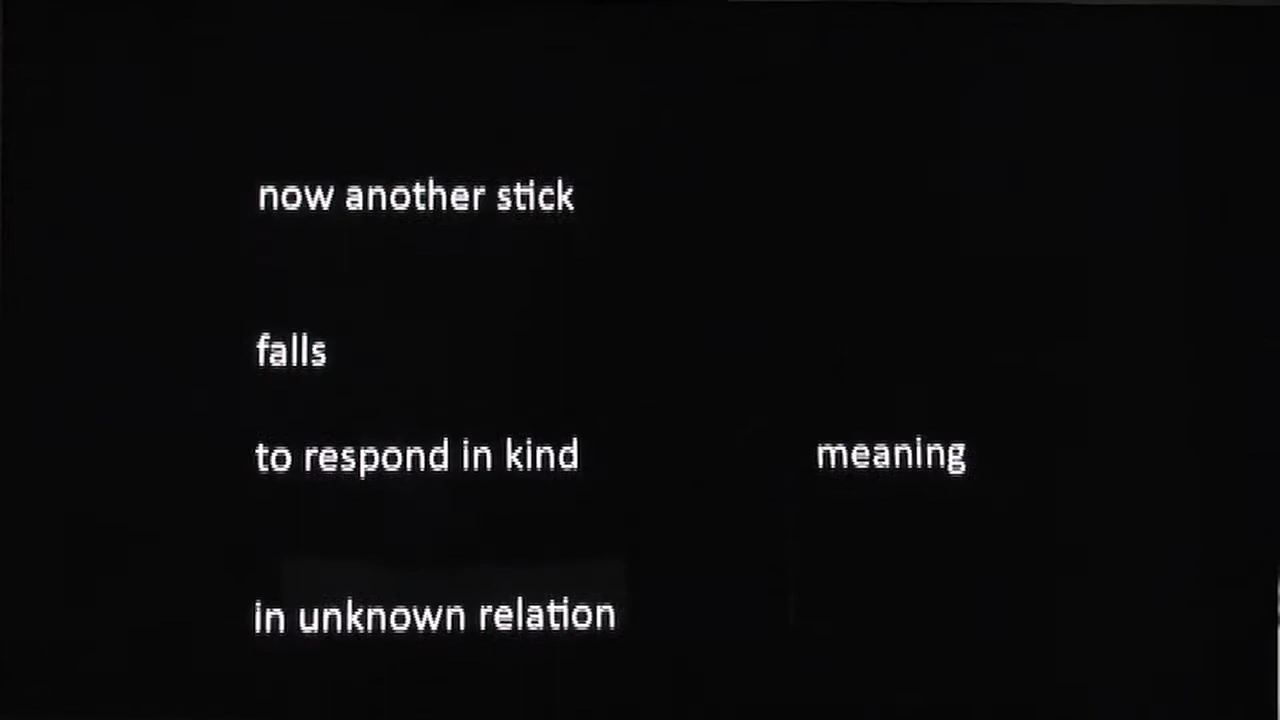 now another stick
falls
to respond in kind meaning
in unknown relation